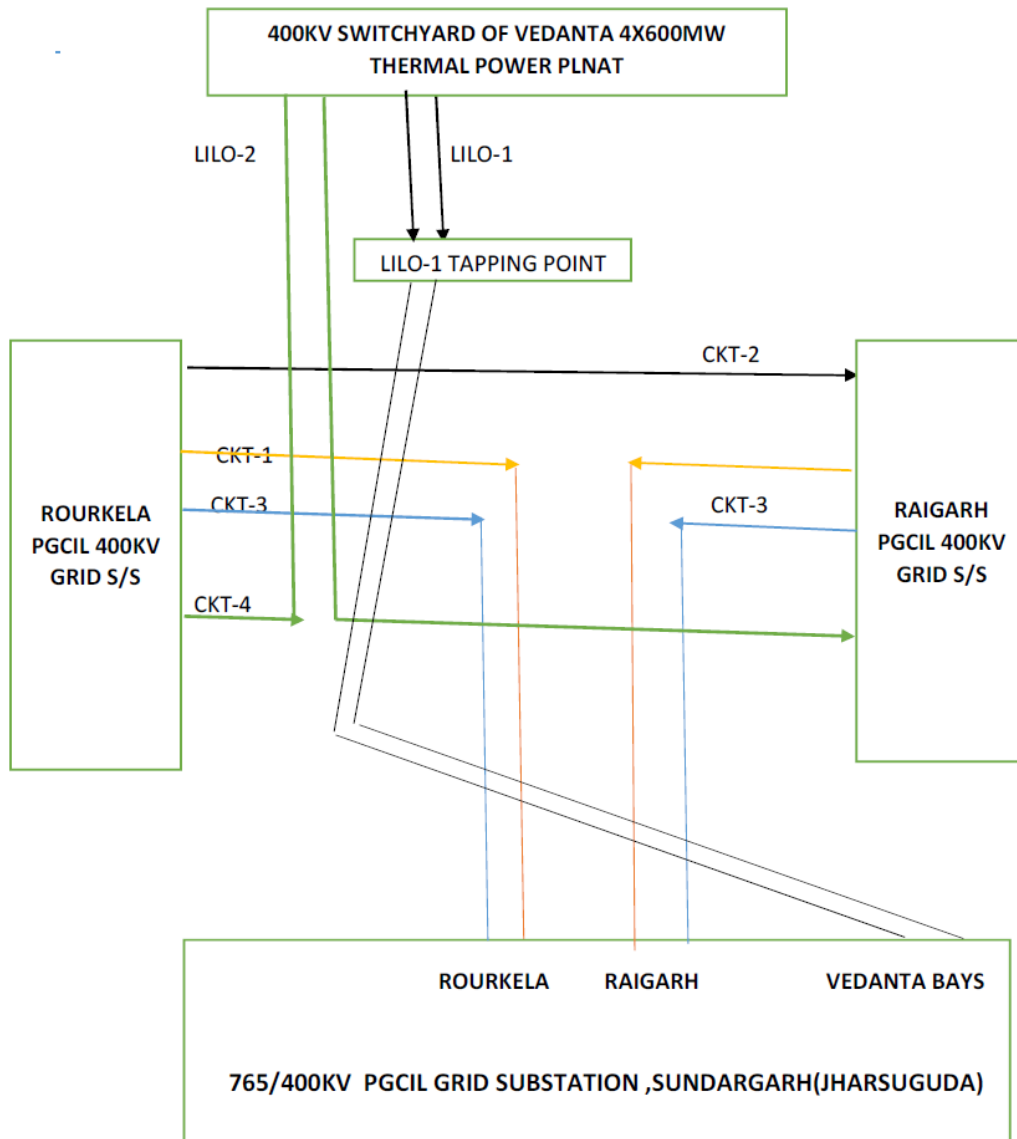 400KV SWITCHYARD OF VEDANTA 4X600MW
THERMAL POWER PLNAT
LILO-2
LILO-1
LILO-1 TAPPING POINT
CKT-2
CKT-1
CKT-3
CKT-3
ROURKELA
PGCIL 400KV
GRID S/S
RAIGARH
PGCIL 400KV
GRID S/S
CKT-4
ROURKELA
RAIGARH
VEDANTA BAYS
765/400KV PGCIL GRID SUBSTATION ,SUNDARGARH(JHARSUGUDA)